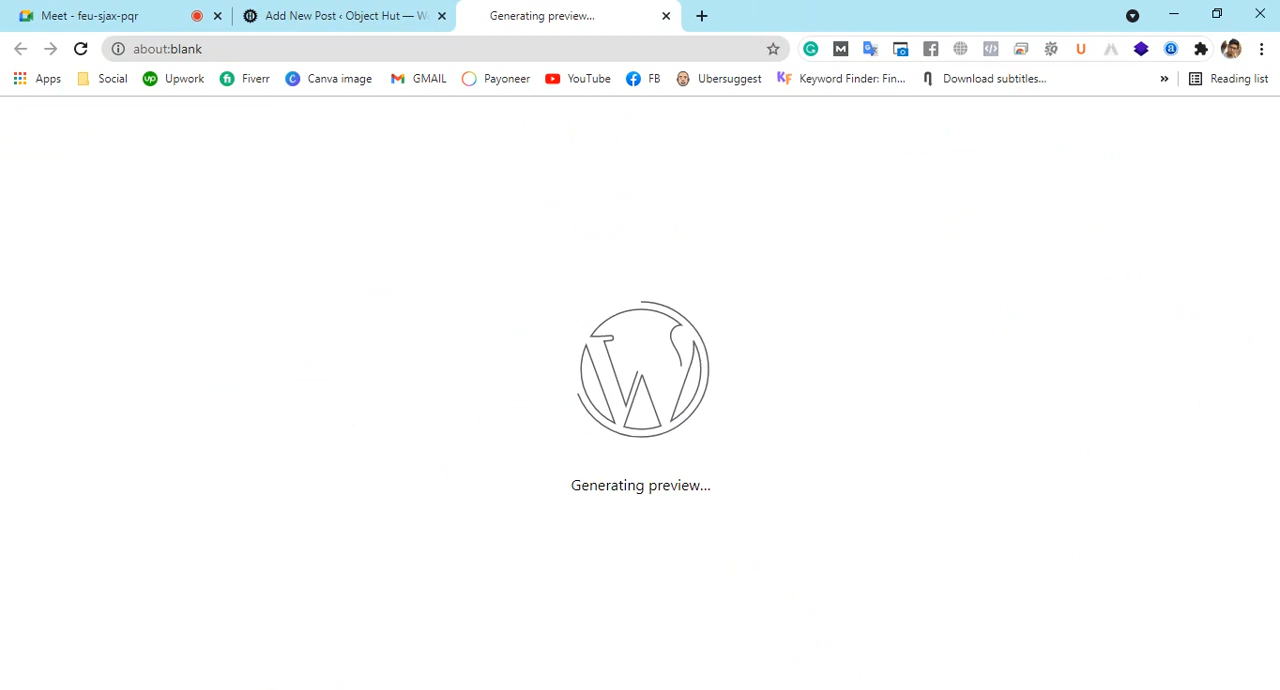 Meet - feu-sjax-pqr
Add New Post ‹ Object Hut — W
Generating preview...
about:blank
Apps
Social
Upwork
Fiverr
Canva image
GMAIL
Payoneer
YouTube
FB
Ubersuggest
Keyword Finder: Fin...
Download subtitles...
»
Reading list
Generating preview...